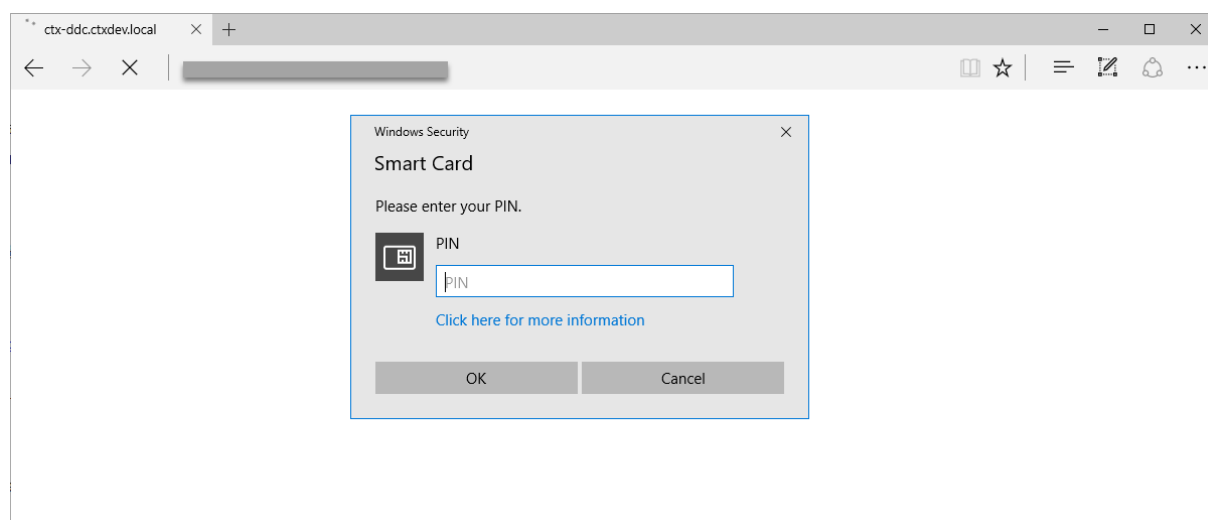 ctx-ddc.ctxdev.local
Windows Security
Smart Card
Please enter your PIN.
PIN
PIN
Click here for more information
OK Cancel